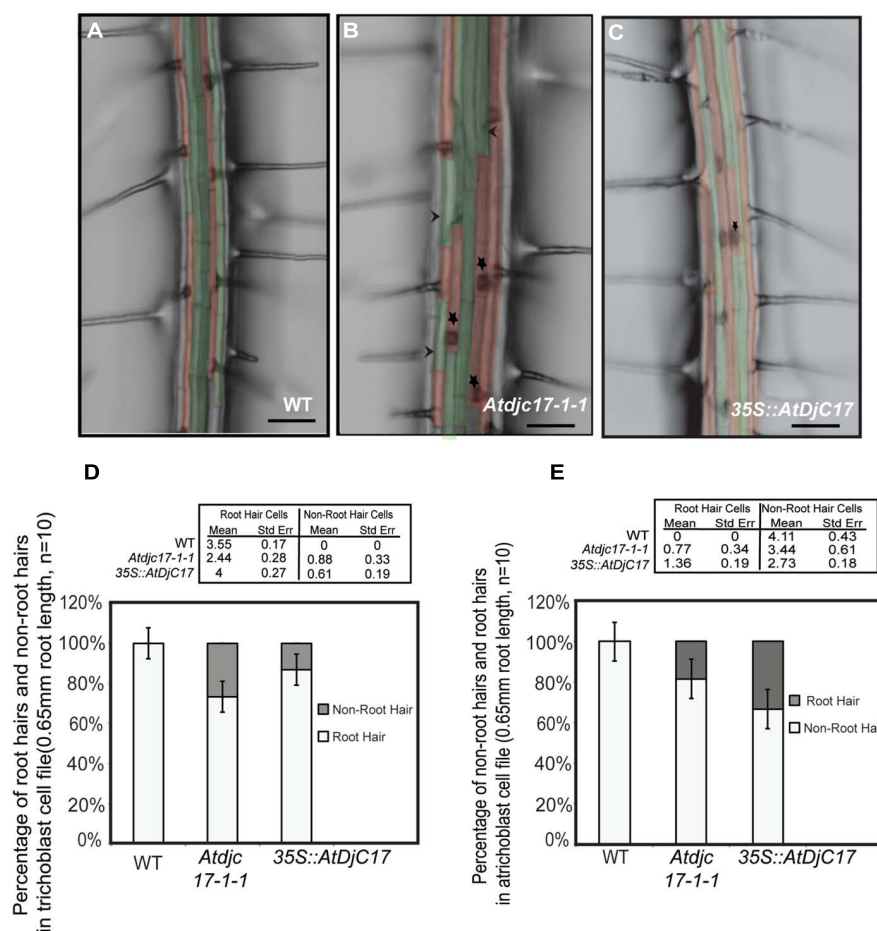 A
B
C
WT
Atdjc17-1-1
35S::AtDjC17
D
Root Hair Cells Non-Root Hair Cells
Mean Std Err Mean Std Err
WT 3.55 0.17 0 0
Atdjc17-1-1 2.44 0.28 0.88 0.33
35S::AtDjC17 4 0.27 0.61 0.19
Percentage of root hairs and non-root hairs
in trichoblast cell file(0.65mm root length, n=10)
120%
100%
80%
60%
40%
20%
0%
Non-Root Hair
Root Hair
WT
Atdjc
17-1-1
35S::AtDjC17
E
Root Hair Cells Non-Root Hair Cells
Mean Std Err Mean Std Err
WT 0 0 4.11 0.43
Atdjc17-1-1 0.77 0.34 3.44 0.61
35S::AtDjC17 1.36 0.19 2.73 0.18
Percentage of non-root hairs and root hairs
in atrichoblast cell file (0.65mm root length, n=10)
120%
100%
80%
60%
40%
20%
0%
Root Hair
Non-Root Ha
WT
Atdjc
17-1-1
35S::AtDjC17